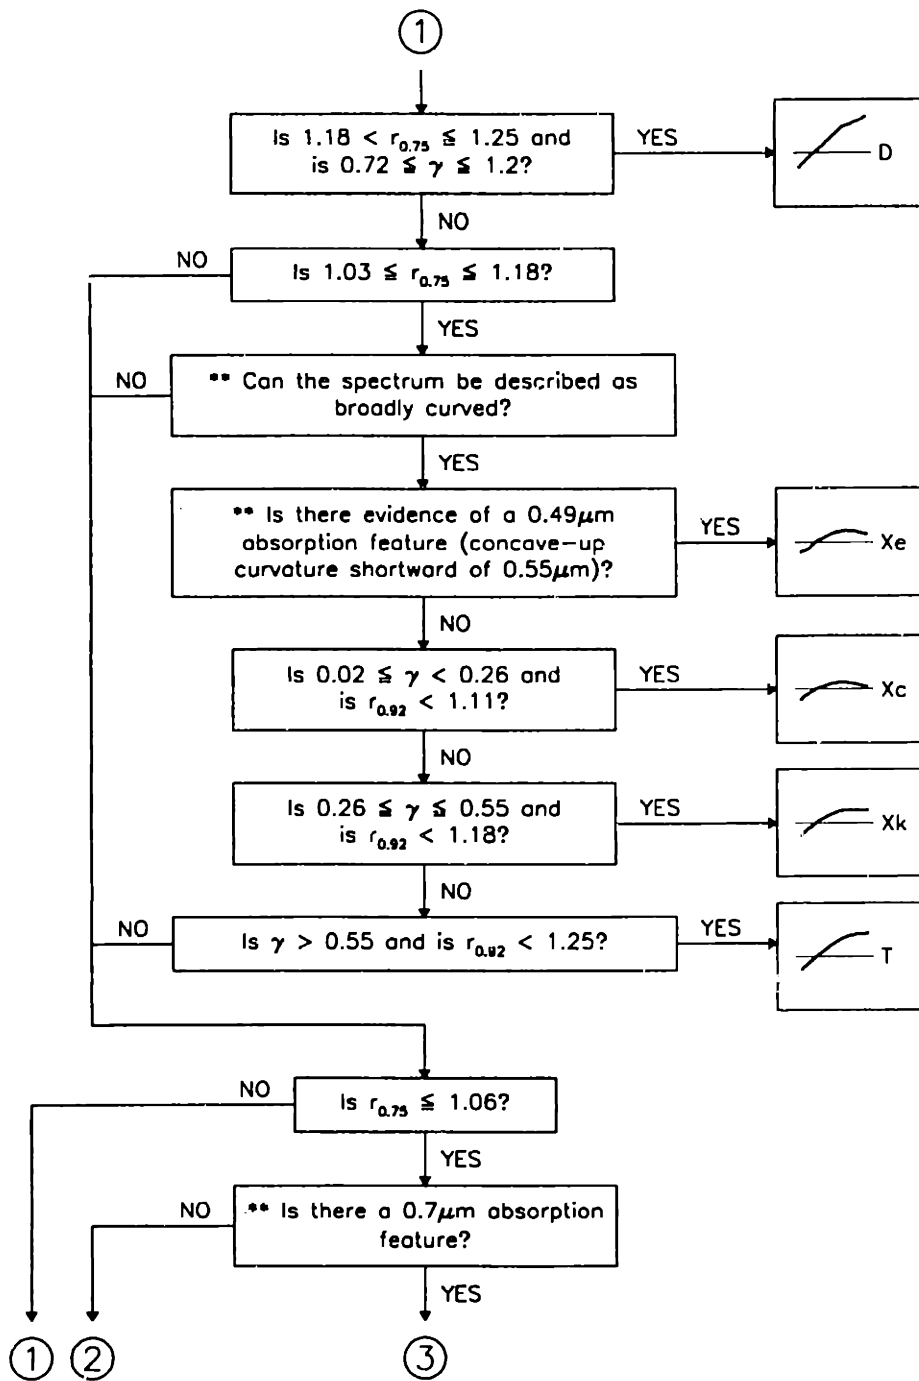 1
Is 1.18 < r0.75 ≦ 1.25 and
is 0.72 ≦ γ ≦ 1.2?
YES
D
NO
NO
Is 1.03 ≦ r0.75 ≦ 1.18?
YES
NO
** Can the spectrum be described as
broadly curved?
YES
** Is there evidence of a 0.49μm
absorption feature (concave-up
curvature shortward of 0.55μm)?
YES
Xe
NO
Is 0.02 ≦ γ < 0.26 and
is r0.92 < 1.11?
YES
Xc
NO
Is 0.26 ≦ γ ≦ 0.55 and
is r0.92 < 1.18?
YES
Xk
NO
NO
Is γ > 0.55 and is r0.92 < 1.25?
YES
T
NO
Is r0.75 ≦ 1.06?
YES
NO
** Is there a 0.7μm absorption
feature?
YES
1 2 3